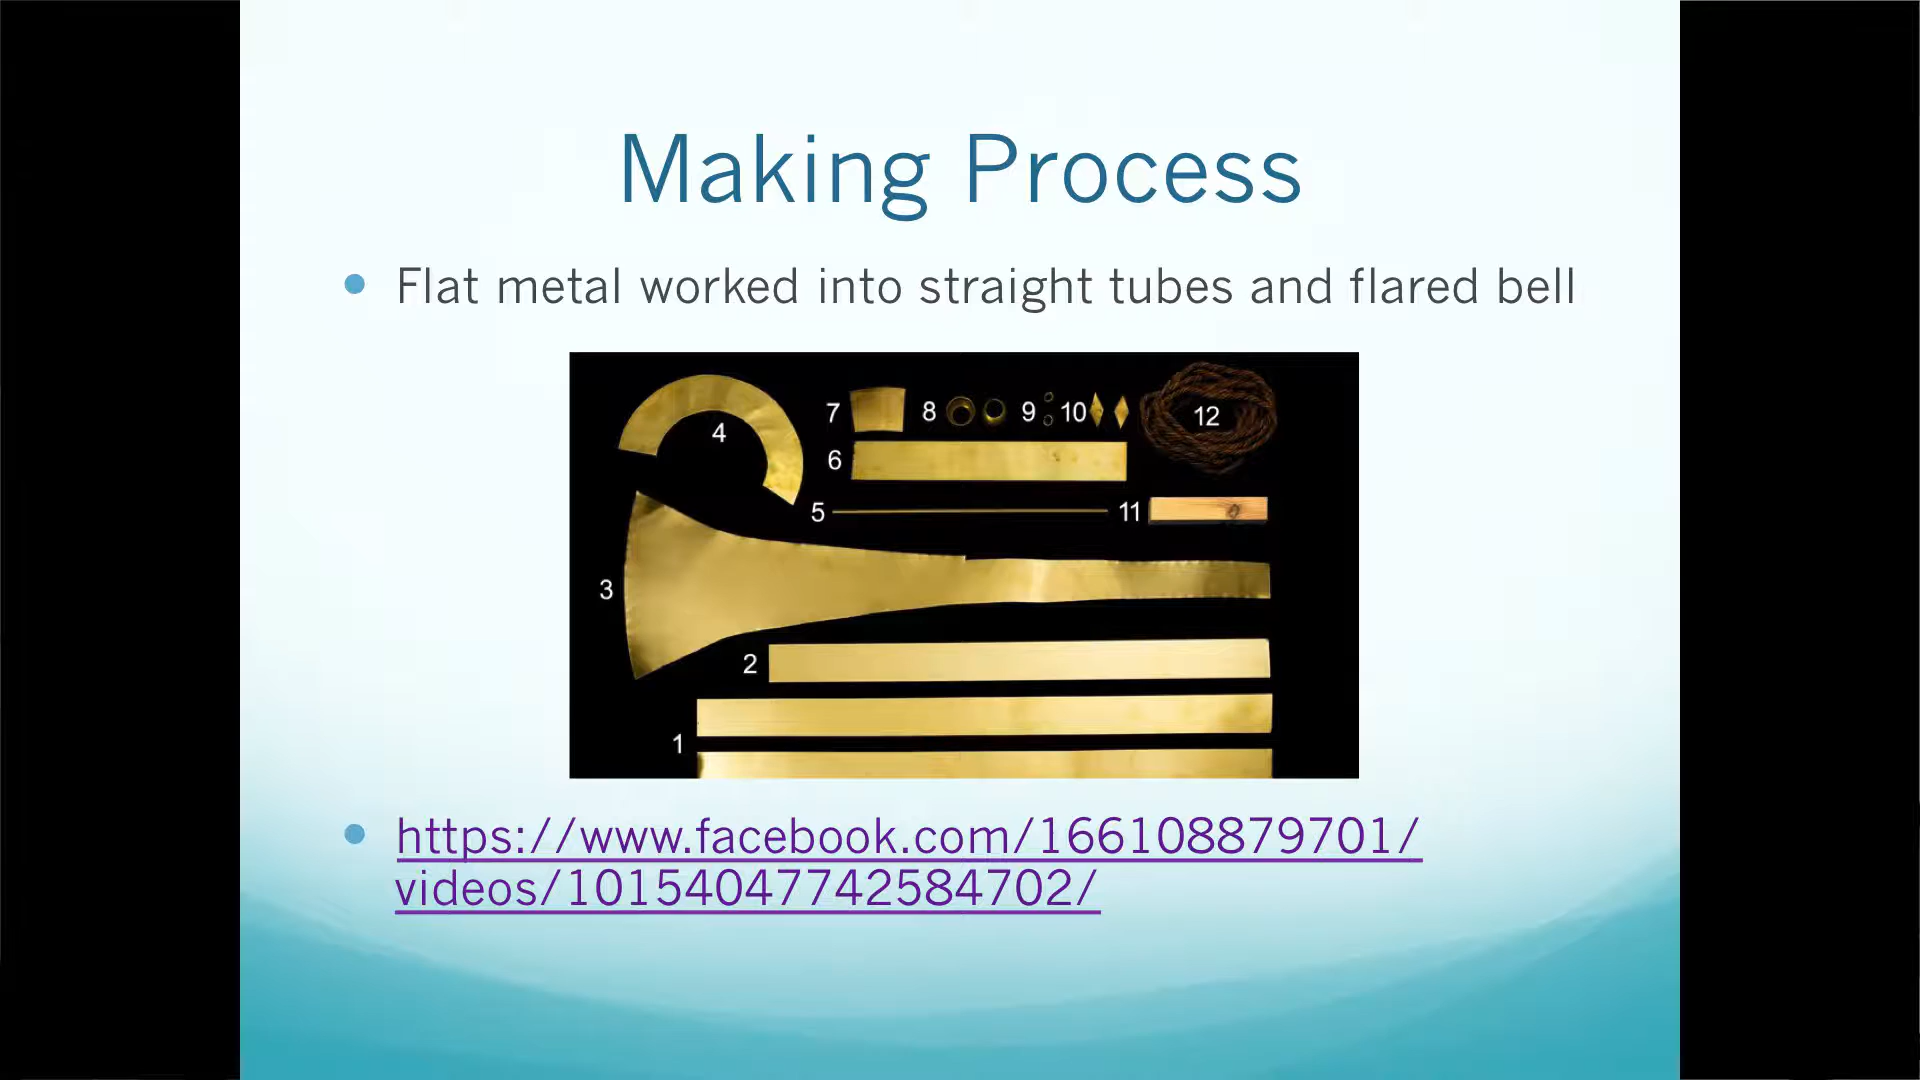 Making Process
Flat metal worked into straight tubes and flared bell
7 8 9 10 12
4
6
5 11
3
2
1
https://www.facebook.com/166108879701/
videos/10154047742584702/